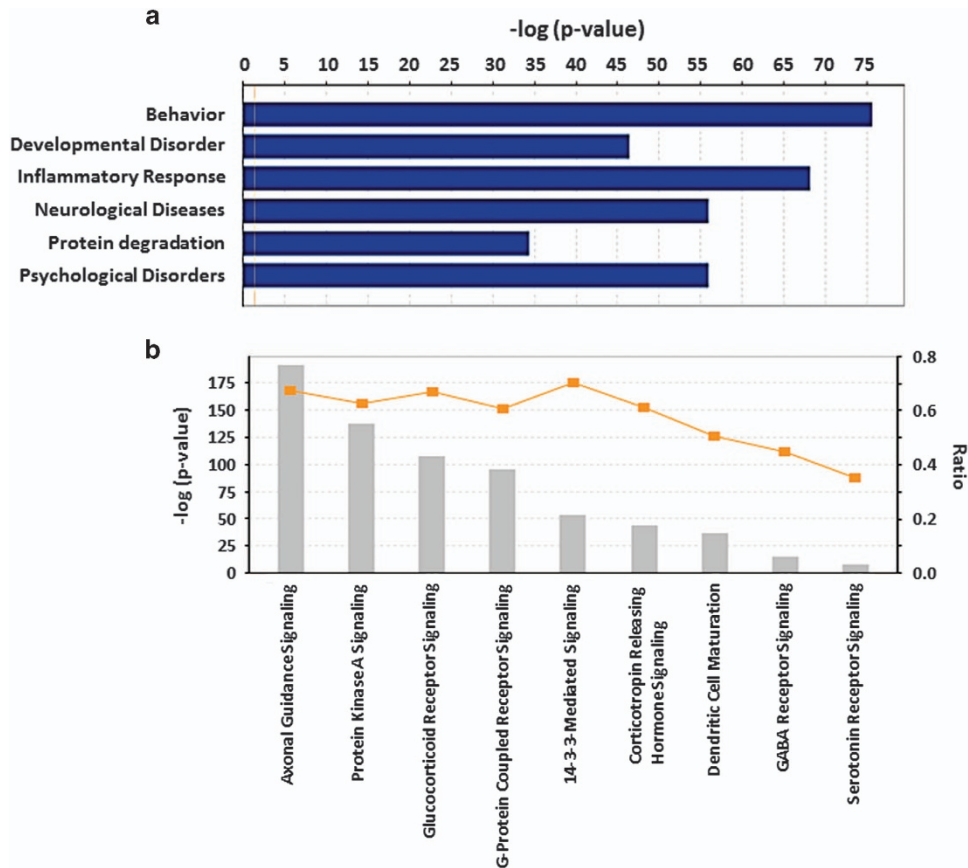 a
-log (p-value)
0 5 10 15 20 25 30 35 40 45 50 55 60 65 70 75
Behavior
Developmental Disorder
Inflammatory Response
Neurological Diseases
Protein degradation
Psychological Disorders
b
-log (p-value)
175
150
125
100
75
50
25
0
0.8
0.6
0.4
0.2
0.0
Ratio
Axonal Guidance Signaling
Protein Kinase A Signaling
Glucocorticoid Receptor Signaling
G-Protein Coupled Receptor Signaling
14-3-3-Mediated Signaling
Corticotropin Releasing
Hormone Signaling
Dendritic Cell Maturation
GABA Receptor Signaling
Serotonin Receptor Signaling